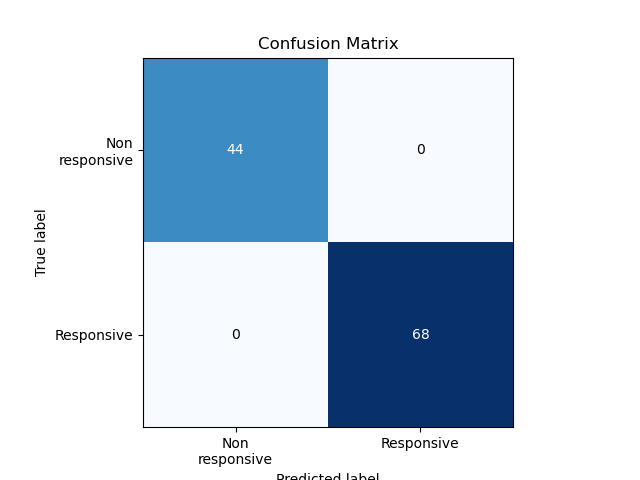 Confusion Matrix
44
0
Non
responsive
True label
0
68
Responsive
Non
responsive
Responsive
Predicted label